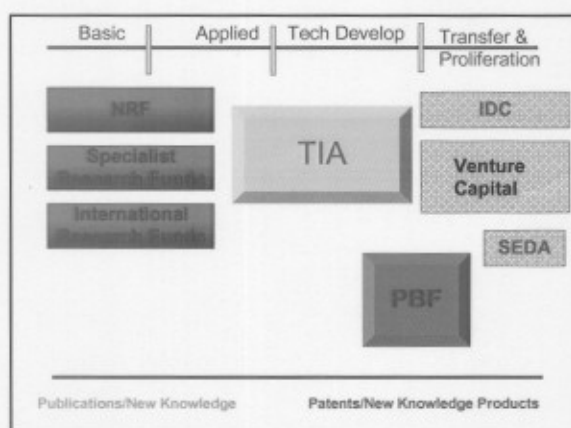 Basic Applied Tech Develop Transfer &
Proliferation
NRF
TIA
IDC
Specialist
Research Funds
Venture
Capital
International
Research Funds
SEDA
PBF
Publications/New Knowledge Patents/New Knowledge Products